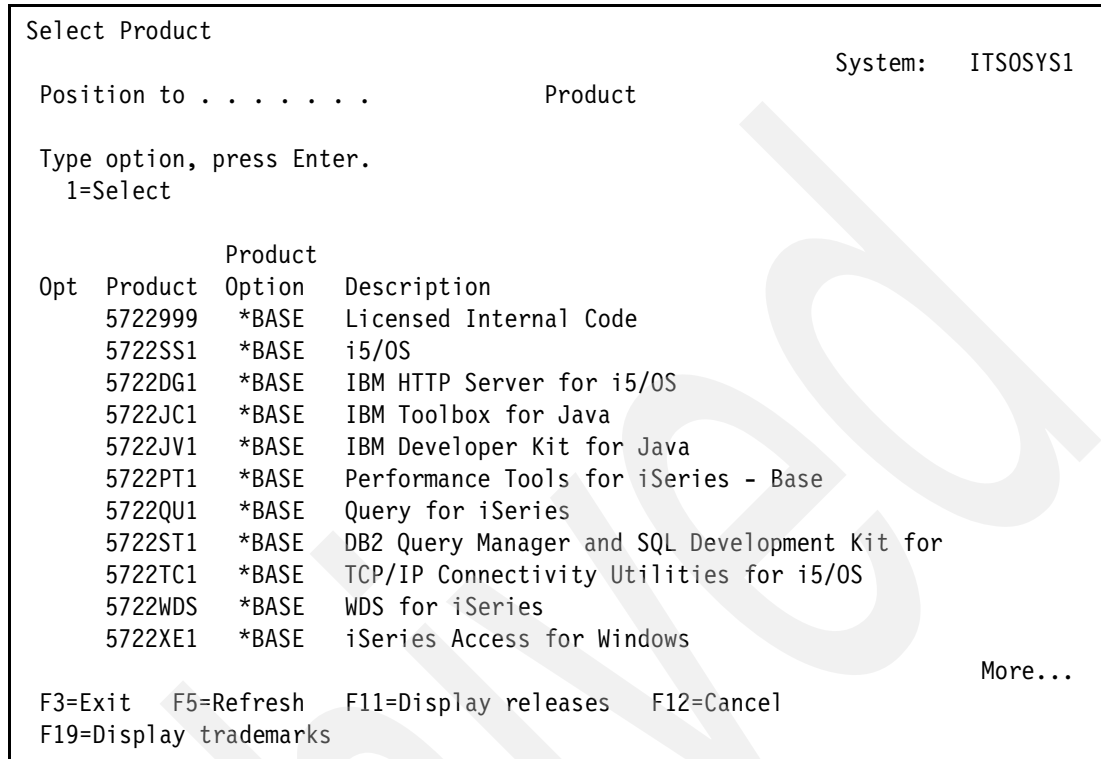 Select Product
System: ITSOSYS1
Position to . . . . . . . Product
Type option, press Enter.
1=Select
Product
Opt Product Option Description
5722999 *BASE Licensed Internal Code
5722SS1 *BASE i5/OS
5722DG1 *BASE IBM HTTP Server for i5/OS
5722JC1 *BASE IBM Toolbox for Java
5722JV1 *BASE IBM Developer Kit for Java
5722PT1 *BASE Performance Tools for iSeries - Base
5722QU1 *BASE Query for iSeries
5722ST1 *BASE DB2 Query Manager and SQL Development Kit for
5722TC1 *BASE TCP/IP Connectivity Utilities for i5/OS
5722WDS *BASE WDS for iSeries
5722XE1 *BASE iSeries Access for Windows
More...
F3=Exit F5=Refresh F11=Display releases F12=Cancel
F19=Display trademarks